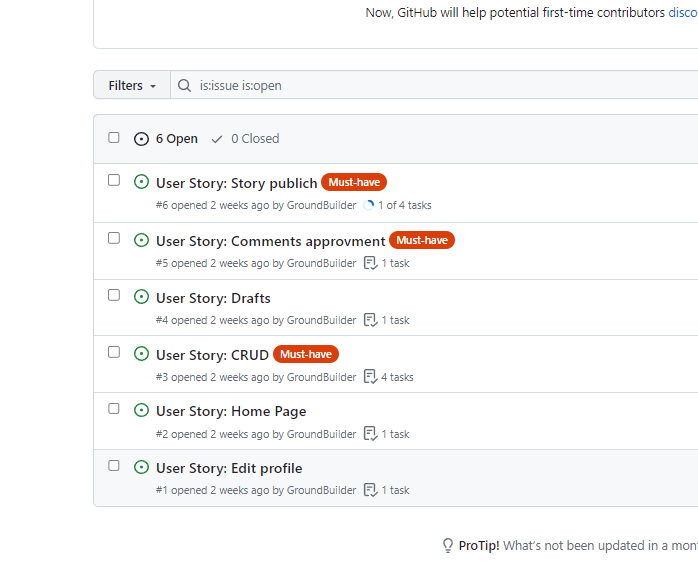 Now, GitHub will help potential first-time contributors disco
Filters
is:issue is:open
6 Open 0 Closed
User Story: Story publich Must-have
#6 opened 2 weeks ago by GroundBuilder 1 of 4 tasks
User Story: Comments approvment Must-have
#5 opened 2 weeks ago by GroundBuilder 1 task
User Story: Drafts
#4 opened 2 weeks ago by GroundBuilder 1 task
User Story: CRUD Must-have
#3 opened 2 weeks ago by GroundBuilder 4 tasks
User Story: Home Page
#2 opened 2 weeks ago by GroundBuilder 1 task
User Story: Edit profile
#1 opened 2 weeks ago by GroundBuilder 1 task
ProTip! What's not been updated in a mon